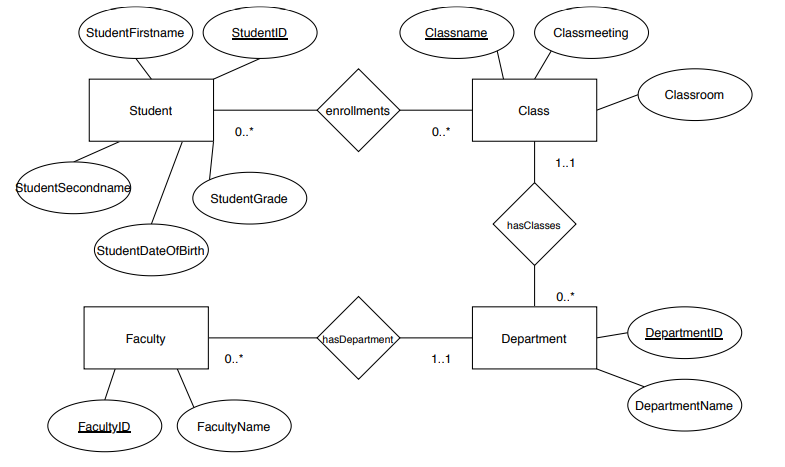 StudentFirstname
StudentID
Classname
Classmeeting
Student
enrollments
Class
Classroom
0..*
0..*
1..1
StudentSecondname
StudentGrade
hasClasses
StudentDateOfBirth
0..*
Faculty
hasDepartment
Department
DepartmentID
0..*
1..1
DepartmentName
FacultyID
FacultyName